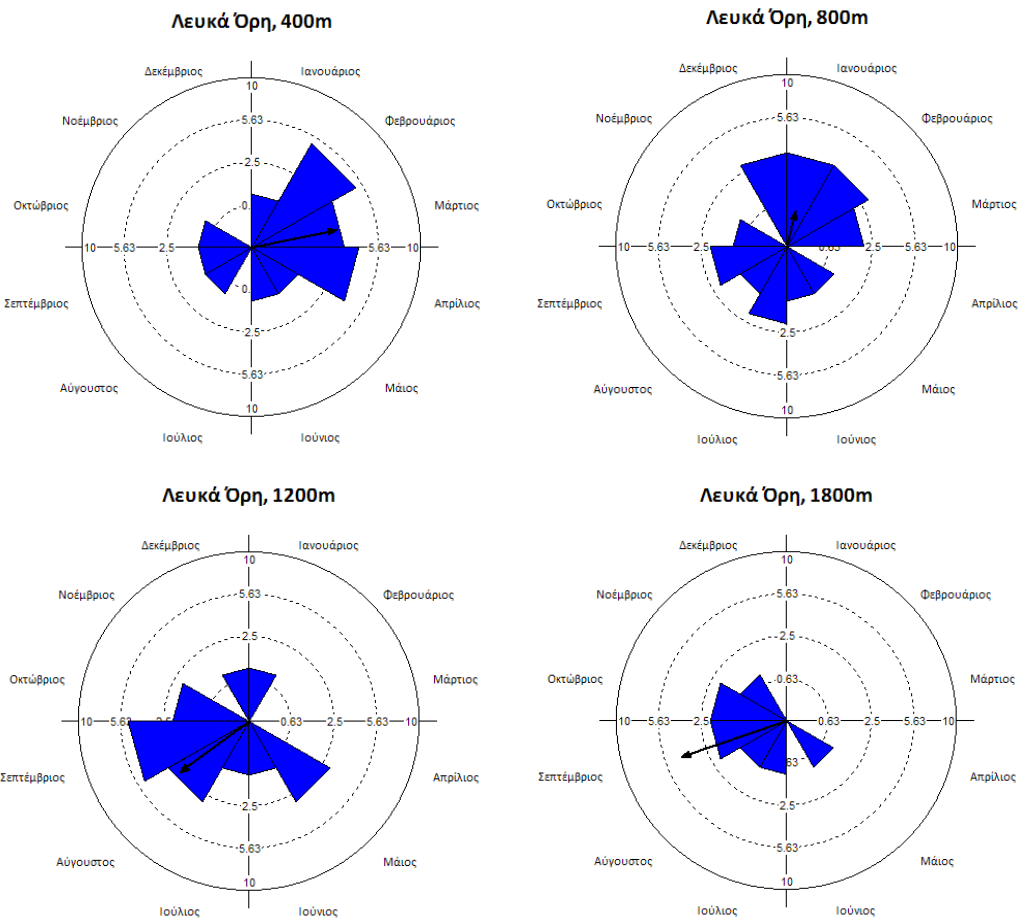 Λευκά Όρη, 400m
Δεκέμβριος Ιανουάριος
10
Νοέμβριος 5.63 Φεβρουάριος
2.5
Οκτώβριος Μάρτιος
10 5.63 2.5 5.63 10
Σεπτέμβριος Απρίλιος
2.5
5.63
Αύγουστος Μάιος
10
Ιούλιος Ιούνιος
Λευκά Όρη, 800m
Δεκέμβριος Ιανουάριος
10
Νοέμβριος 5.63 Φεβρουάριος
2.5
Οκτώβριος Μάρτιος
10 5.63 2.5 0.63 2.5 5.63 10
Σεπτέμβριος Απρίλιος
2.5
5.63
Αύγουστος Μάιος
10
Ιούλιος Ιούνιος
Λευκά Όρη, 1200m
Δεκέμβριος Ιανουάριος
10
Νοέμβριος 5.63 Φεβρουάριος
2.5
Οκτώβριος Μάρτιος
10 5.63 2.5 0.63 2.5 5.63 10
Σεπτέμβριος Απρίλιος
2.5
5.63
Αύγουστος Μάιος
10
Ιούλιος Ιούνιος
Λευκά Όρη, 1800m
Δεκέμβριος Ιανουάριος
10
Νοέμβριος 5.63 Φεβρουάριος
2.5
0.63
Οκτώβριος Μάρτιος
10 5.63 2.5 0.63 2.5 5.63 10
.63
Σεπτέμβριος Απρίλιος
2.5
5.63
Αύγουστος Μάιος
10
Ιούλιος Ιούνιος